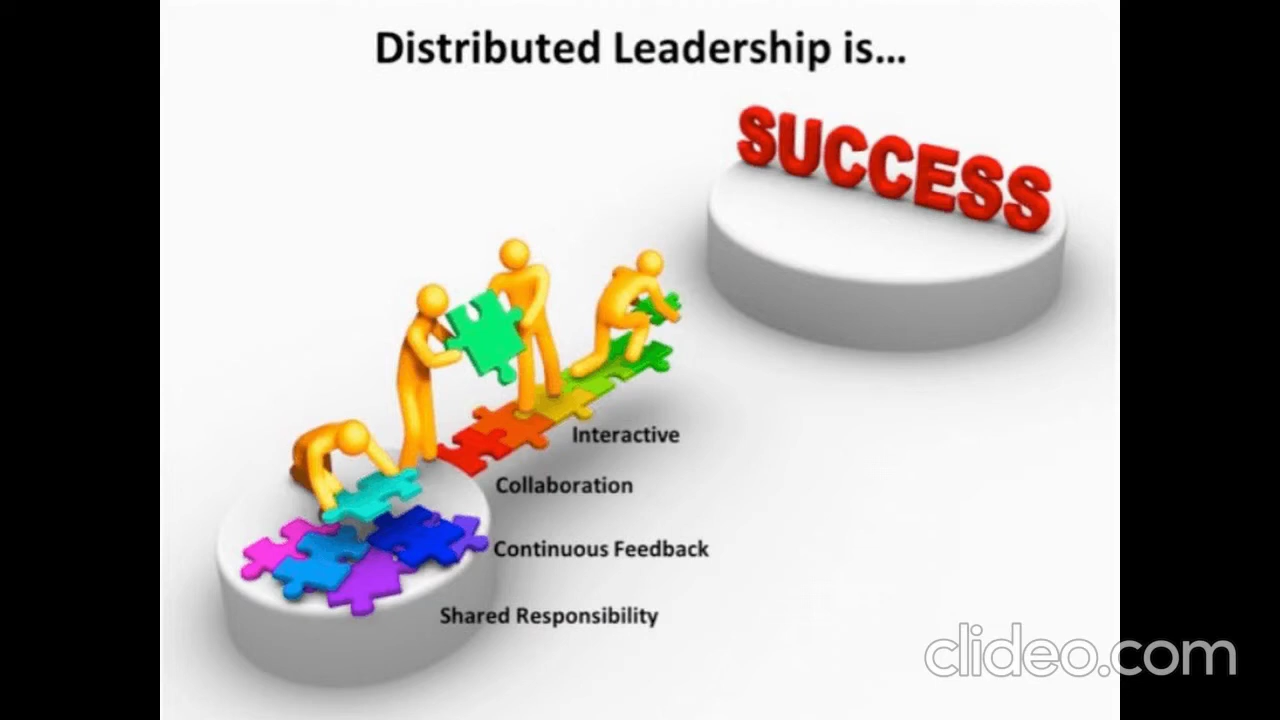 Distributed Leadership is...
SUCCESS
Interactive
Collaboration
Continuous Feedback
Shared Responsibility
clideo.com